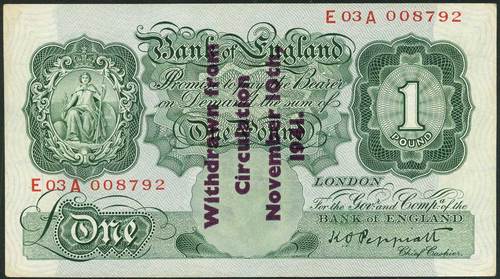 E03A 008792
Bank of England
Promise to pay the Bearer
on Demand the sum of
One Pound
1
POUND
Withdrawn from
Circulation
November 10th,
1941.
E03A 008792
LONDON
For the Govr. and Compa. of the
BANK OF ENGLAND
K O Peppiatt
Chief Cashier.
£One